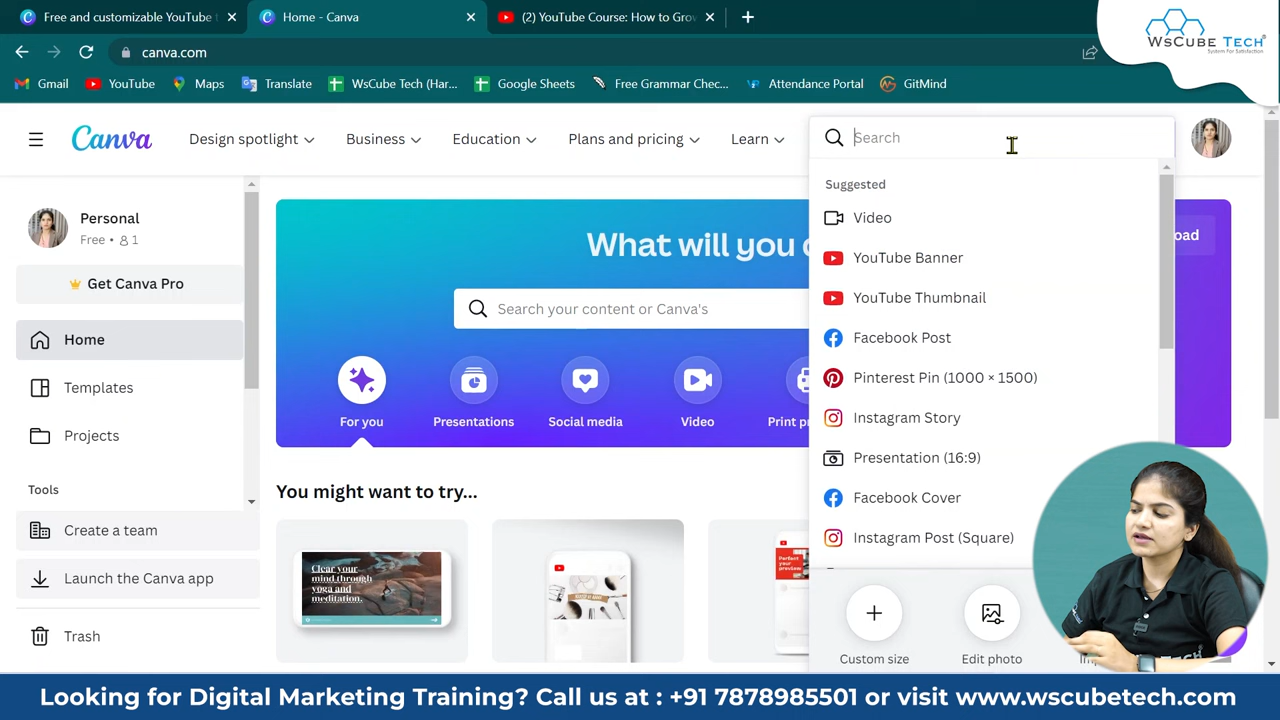 Free and customizable YouTube
Home - Canva
(2) YouTube Course: How to Gro
WSCUBE TECH
System For Satisfaction
canva.com
Gmail
YouTube
Maps
Translate
WsCube Tech (Har...
Google Sheets
Free Grammar Chec...
Attendance Portal
GitMind
Canva
Design spotlight
Business
Education
Plans and pricing
Learn
Search
Personal
Free • 1
Get Canva Pro
Home
Templates
Projects
Tools
Create a team
Launch the Canva app
Trash
What will you
Search your content or Canva's
For you
Presentations
Social media
Video
You might want to try...
Clear your
mind through
yoga and
meditation.
Perfect
your
Suggested
Video
YouTube Banner
YouTube Thumbnail
Facebook Post
Pinterest Pin (1000 × 1500)
Instagram Story
Presentation (16:9)
Facebook Cover
Instagram Post (Square)
Custom size
Edit photo
Looking for Digital Marketing Training? Call us at : +91 7878985501 or visit www.wscubetech.com